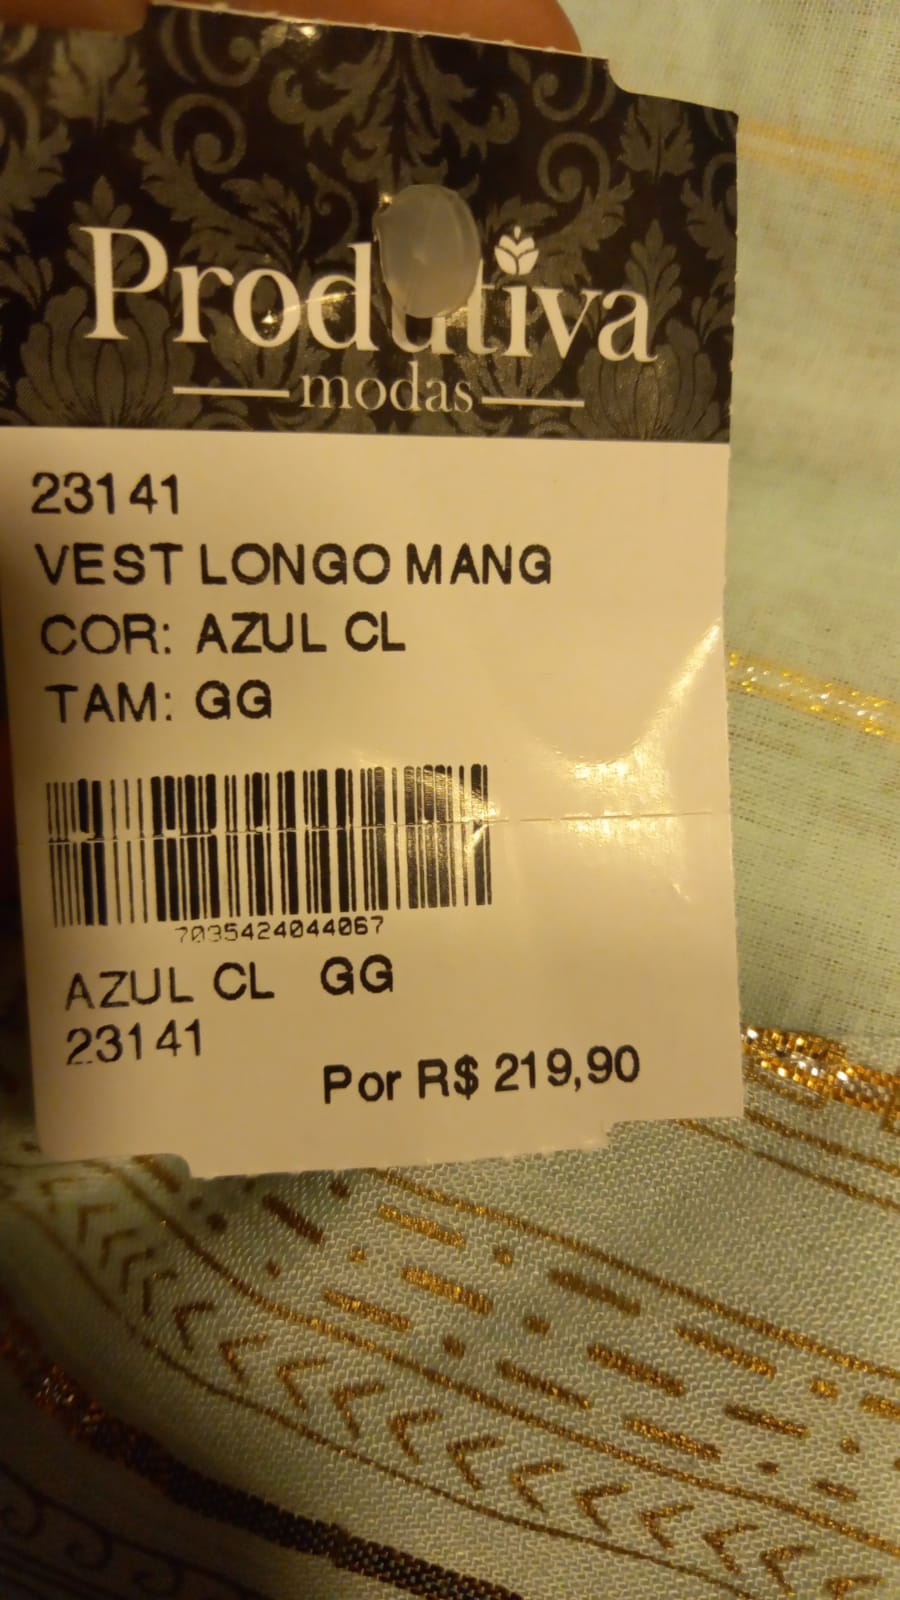 Produtiva
modas
23141
VEST LONGO MANG
COR: AZUL CL
TAM: GG
7035424044067
AZUL CL GG
23141
Por R$ 219,90